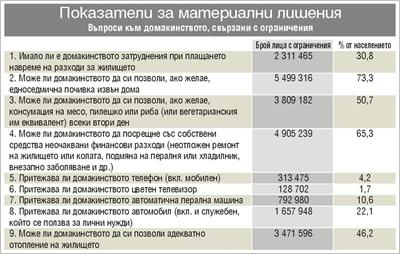 Показатели за материални лишения
Въпроси към домакинството, свързани с ограничения
Брой лица с ограничения
% от населението
1. Имало ли е домакинството затруднения при плащането
навреме на разходи за жилището
2 311 465
30,8
2. Може ли домакинството да си позволи, ако желае,
едноседмична почивка извън дома
5 499 316
73,3
3. Може ли домакинството да си позволи, ако желае,
консумация на месо, пилешко или риба (или вегетарианския
им еквивалент) всеки втори ден
3 809 182
50,7
4. Може ли домакинството да посрещне със собствени
средства неочаквани финансови разходи (неотложен ремонт
на жилището или колата, подмяна на пералня или хладилник,
внезапно заболяване и др.)
4 905 239
65,3
5. Притежава ли домакинството телефон (вкл. мобилен)
313 475
4,2
6. Притежава ли домакинството цветен телевизор
128 702
1,7
7. Притежава ли домакинството автоматична перална машина
792 980
10,6
8. Притежава ли домакинството автомобил (вкл. и служебен,
който се ползва за лични нужди)
1 657 948
22,1
9. Може ли домакинството да си позволи адекватно
отопление на жилището
3 471 596
46,2